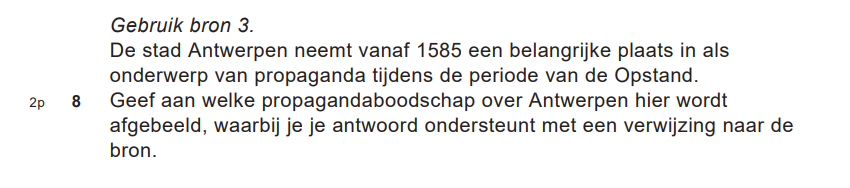 Gebruik bron 3.
De stad Antwerpen neemt vanaf 1585 een belangrijke plaats in als
onderwerp van propaganda tijdens de periode van de Opstand.
2p 8 Geef aan welke propagandaboodschap over Antwerpen hier wordt
afgebeeld, waarbij je je antwoord ondersteunt met een verwijzing naar de
bron.